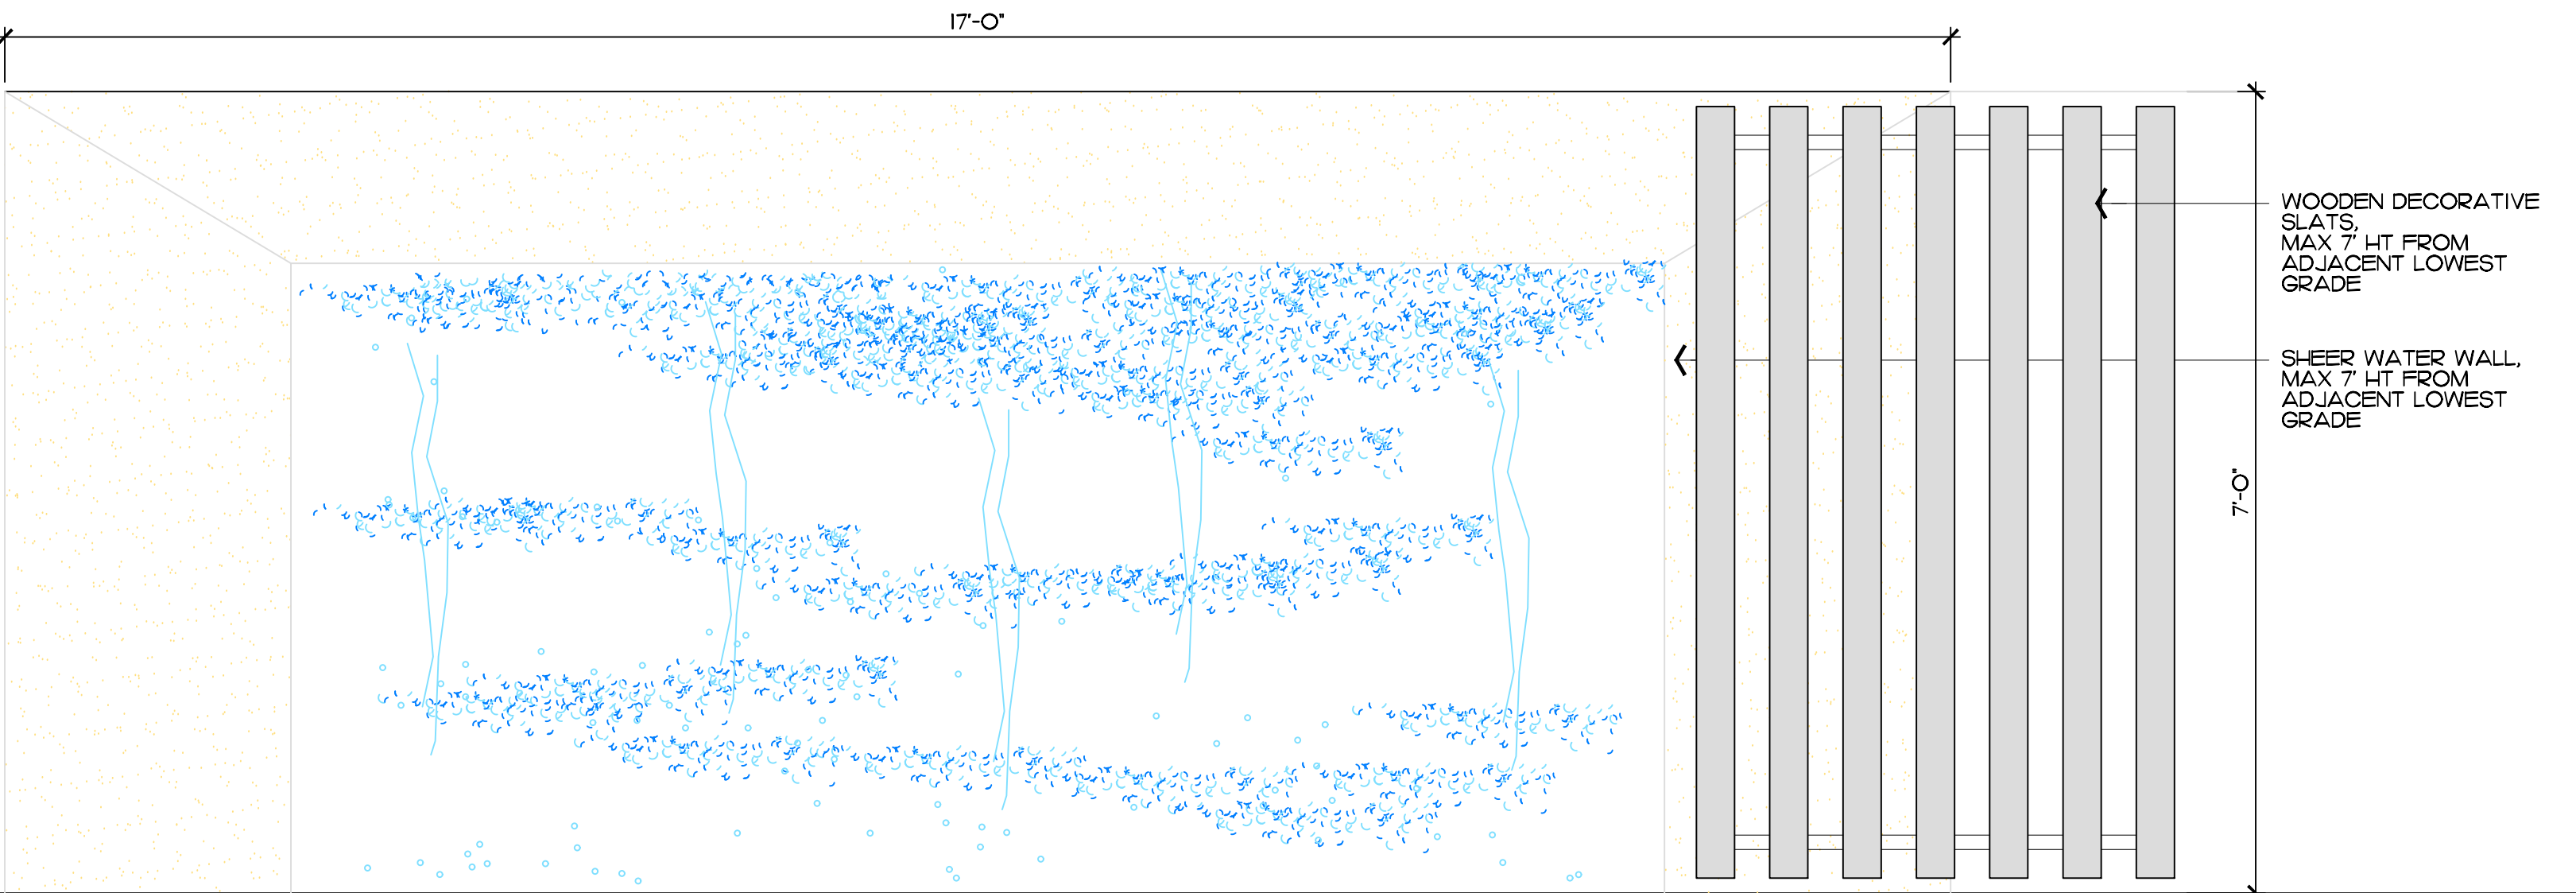 17'-0"
WOODEN DECORATIVE
SLATS,
MAX 7' HT FROM
ADJACENT LOWEST
GRADE
SHEER WATER WALL,
MAX 7' HT FROM
ADJACENT LOWEST
GRADE
7'-0"